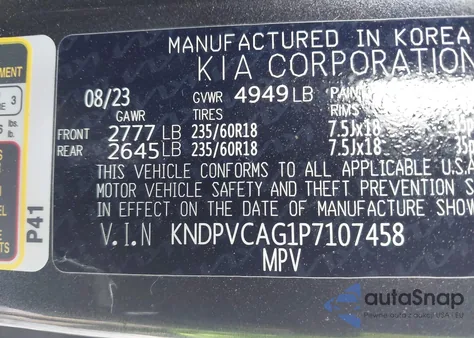 MANUFACTURED IN KOREA
KIA CORPORATION
08/23 GVWR 4949 LB
GAWR TIRES RIMS
FRONT 2777 LB 235/60R18 7.5Jx18
REAR 2645 LB 235/60R18 7.5Jx18
THIS VEHICLE CONFORMS TO ALL APPLICABLE U.S.A
MOTOR VEHICLE SAFETY AND THEFT PREVENTION S
IN EFFECT ON THE DATE OF MANUFACTURE SHOW
V.I.N KNDPVCAG1P7107458
MPV
P41
3
autoSnap